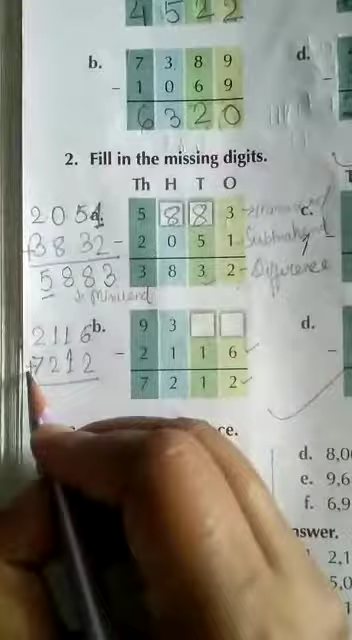 4 5 2 2
b. 7 3 8 9
d.
- 1 0 6 9
6 3 2 0
2. Fill in the missing digits.
Th H T O
2 0 5 1 a. 5 8 8 3
c.
+ 3 8 3 2 - 2 0 5 1 Subtrahend
5 8 8 3 3 8 3 2 - Difference
Minuend
2 1 1 6 b. 9 3
d.
+ 7 2 1 2 - 2 1 1 6
7 2 1 2
ce.
d. 8,0
e. 9,6
f. 6,9
nswer.
2,1
5,0